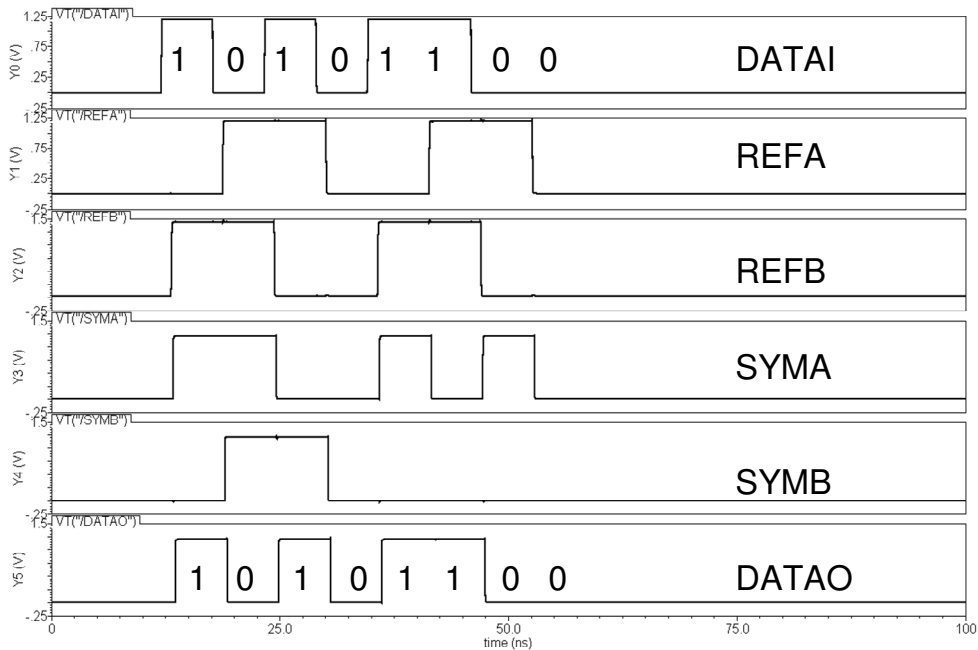 VT("/DATAI")
1.25
.75
.25
-.25
Y0 (V)
1 0 1 0 1 1 0 0
DATAI
VT("/REFA")
1.25
.75
.25
-.25
Y1 (V)
REFA
VT("/REFB")
1.5
-.25
Y2 (V)
REFB
VT("/SYMA")
1.5
-.25
Y3 (V)
SYMA
VT("/SYMB")
1.5
-.25
Y4 (V)
SYMB
VT("/DATAO")
1.5
-.25
Y5 (V)
1 0 1 0 1 1 0 0
DATAO
0 25.0 50.0 75.0 100
time (ns)